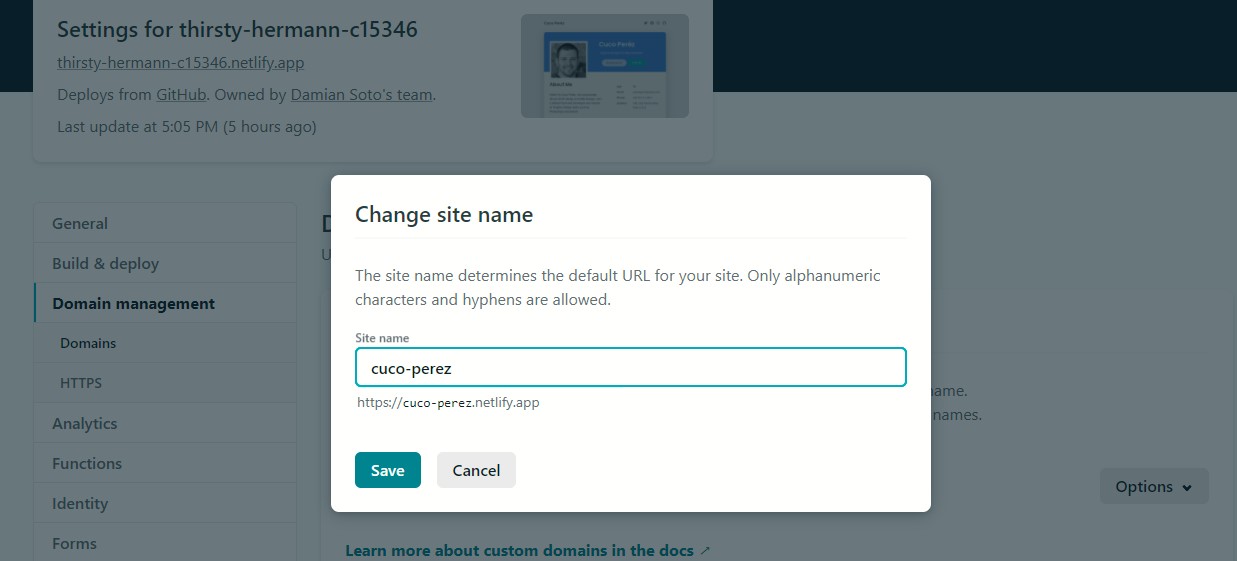 Settings for thirsty-hermann-c15346
thirsty-hermann-c15346.netlify.app
Deploys from GitHub. Owned by Damian Soto's team.
Last update at 5:05 PM (5 hours ago)
Cuco Perez
General
Build & deploy
Domain management
Domains
HTTPS
Analytics
Functions
Identity
Forms
Change site name
The site name determines the default URL for your site. Only alphanumeric
characters and hyphens are allowed.
Site name
cuco-perez
https://cuco-perez.netlify.app
Save
Cancel
names.
Options
Learn more about custom domains in the docs ↗